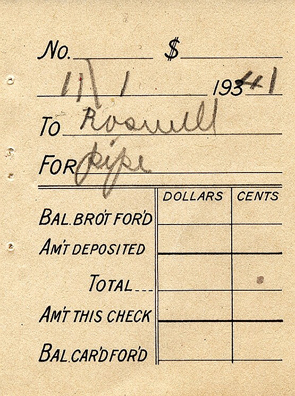 No. $
11/1 19341
To Roswell
For pipe
DOLLARS CENTS
BAL. BRO'T FOR'D
AM'T DEPOSITED
TOTAL
AM'T THIS CHECK
BAL. CAR'D FOR'D